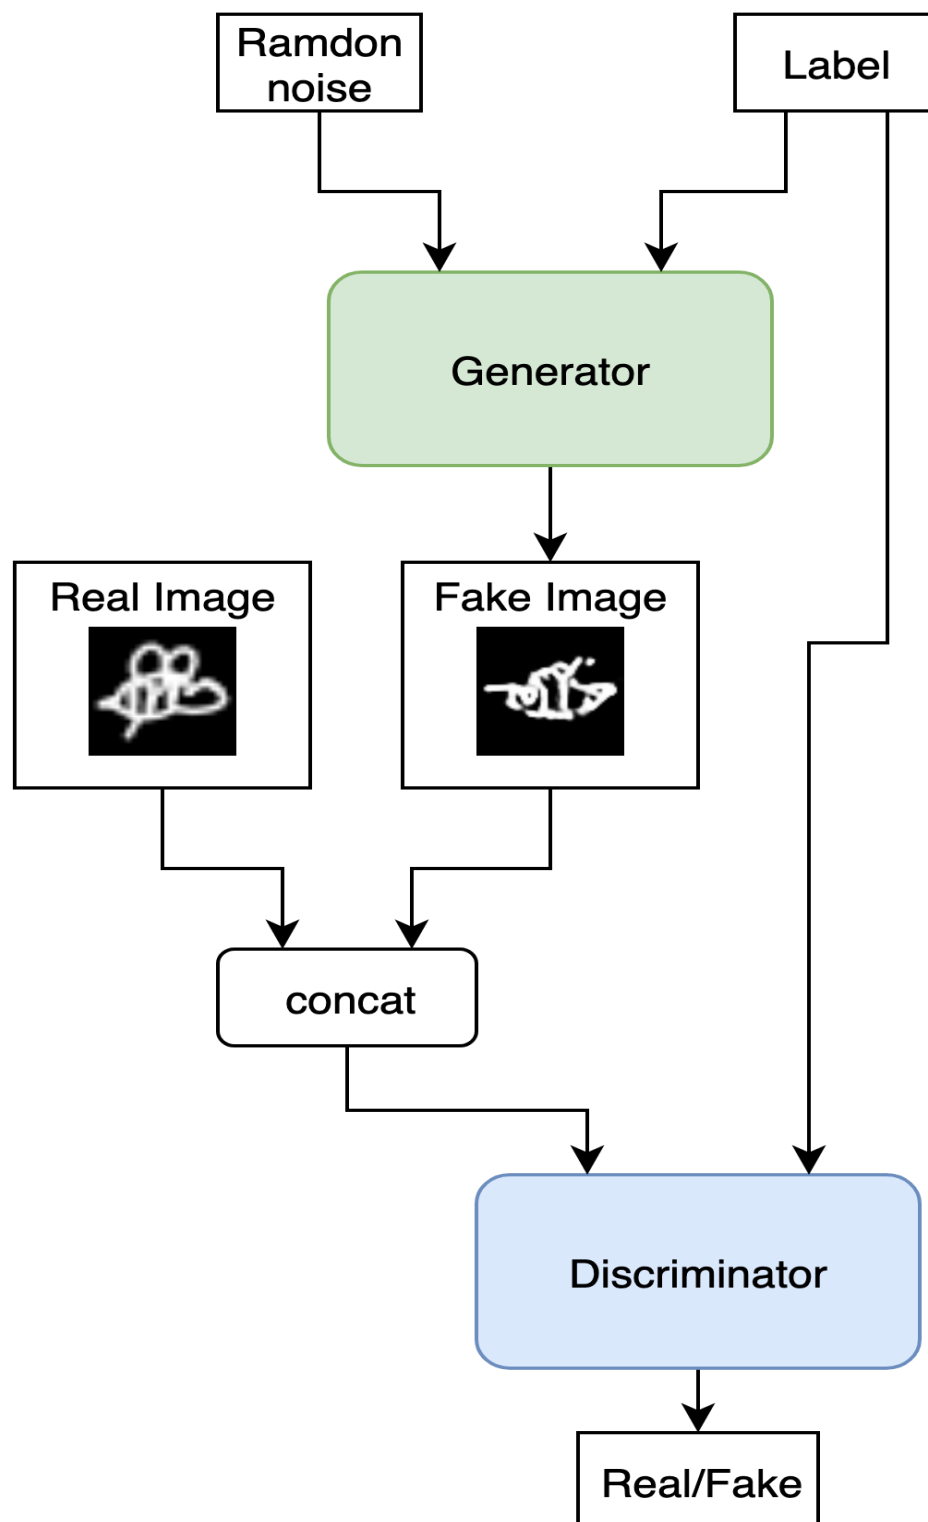 Ramdon
noise
Label
Generator
Real Image
Fake Image
concat
Discriminator
Real/Fake